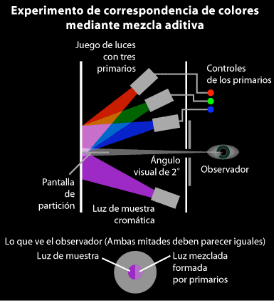 Experimento de correspondencia de colores
mediante mezcla aditiva
Juego de luces
con tres
primarios
Controles
de los primarios
Ángulo
visual de 2°
Observador
Pantalla
de
partición
Luz de muestra
cromática
Lo que ve el observador (Ambas mitades deben parecer iguales)
Luz de muestra
Luz mezclada
formada
por primarios